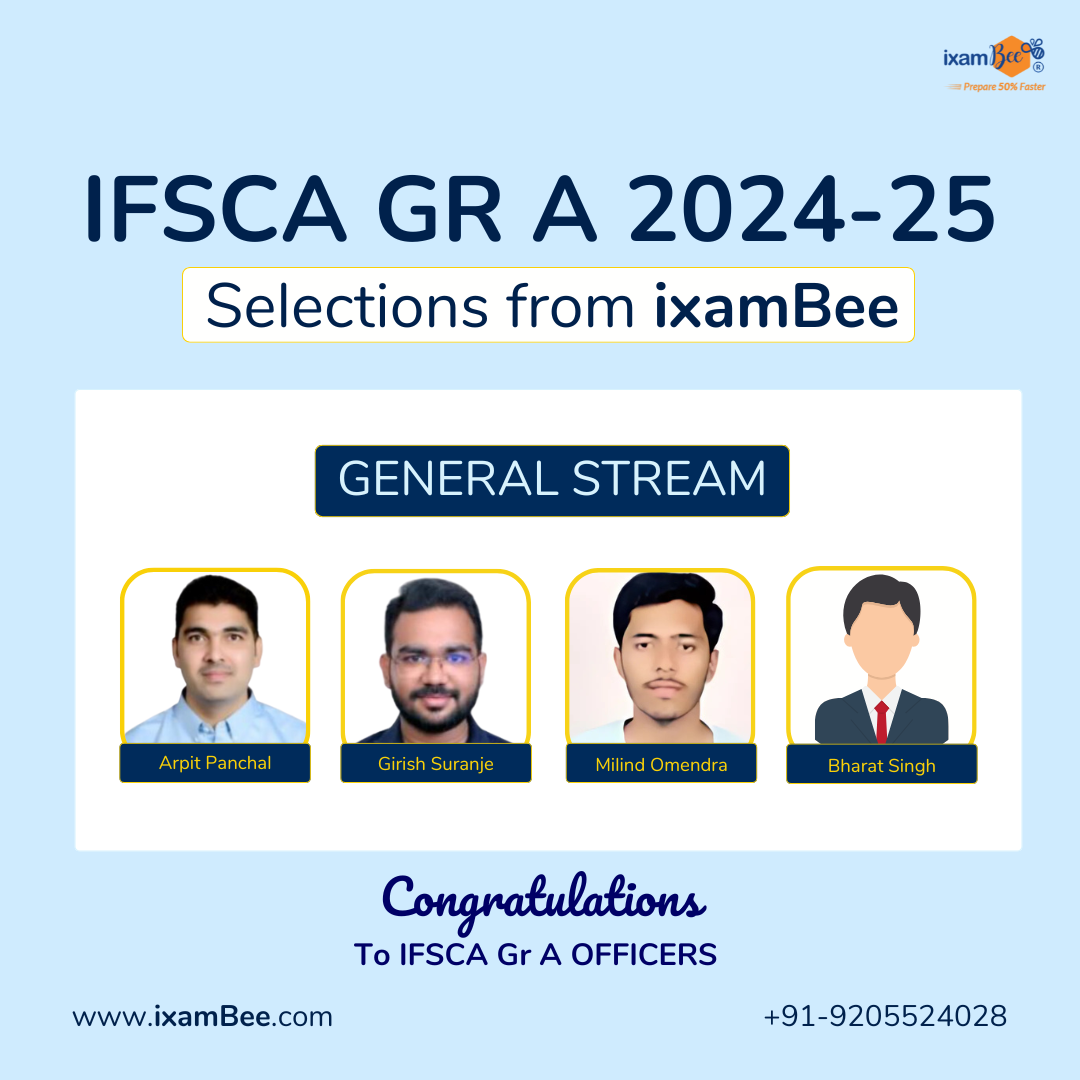 ixamBee®
Prepare 50% Faster
IFSCA GR A 2024-25
Selections from ixamBee
GENERAL STREAM
Arpit Panchal
Girish Suranje
Milind Omendra
Bharat Singh
Congratulations
To IFSCA Gr A OFFICERS
www.ixamBee.com
+91-9205524028